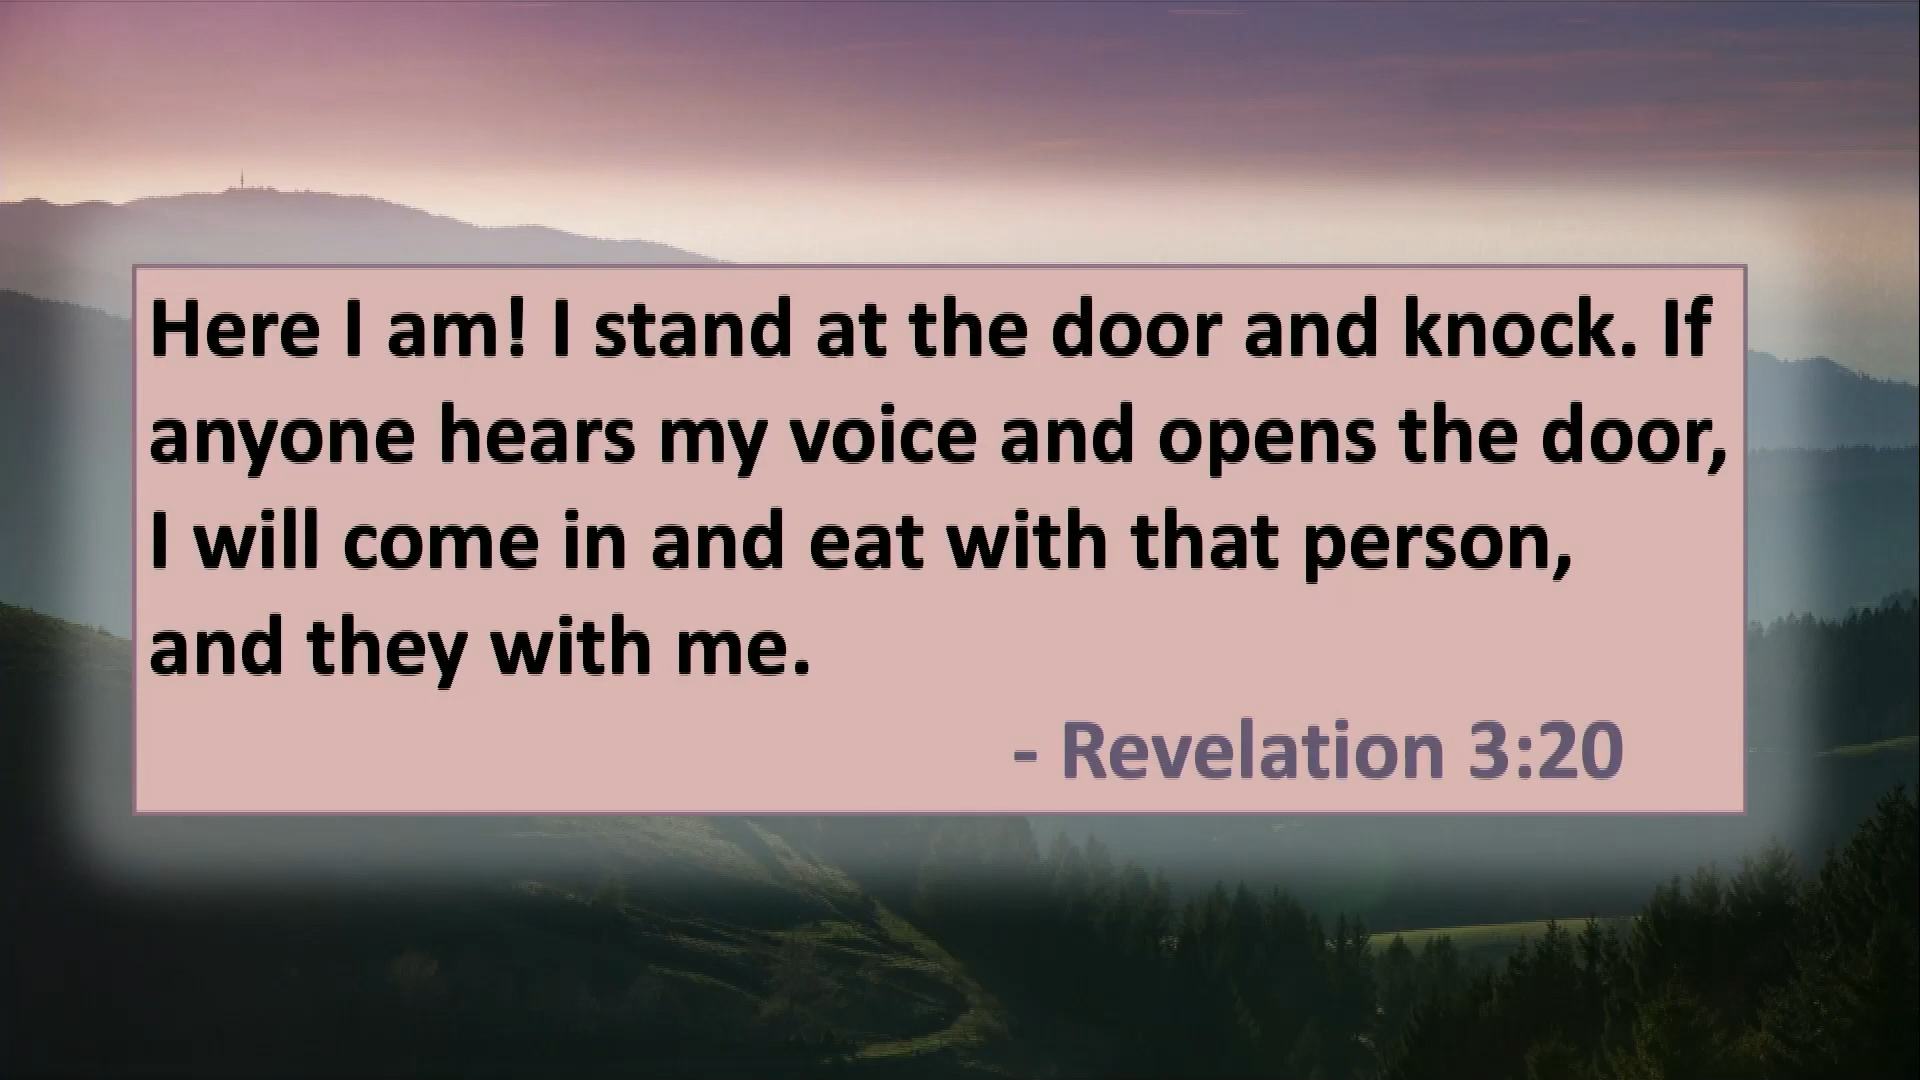 Here I am! I stand at the door and knock. If
anyone hears my voice and opens the door,
I will come in and eat with that person,
and they with me.
- Revelation 3:20